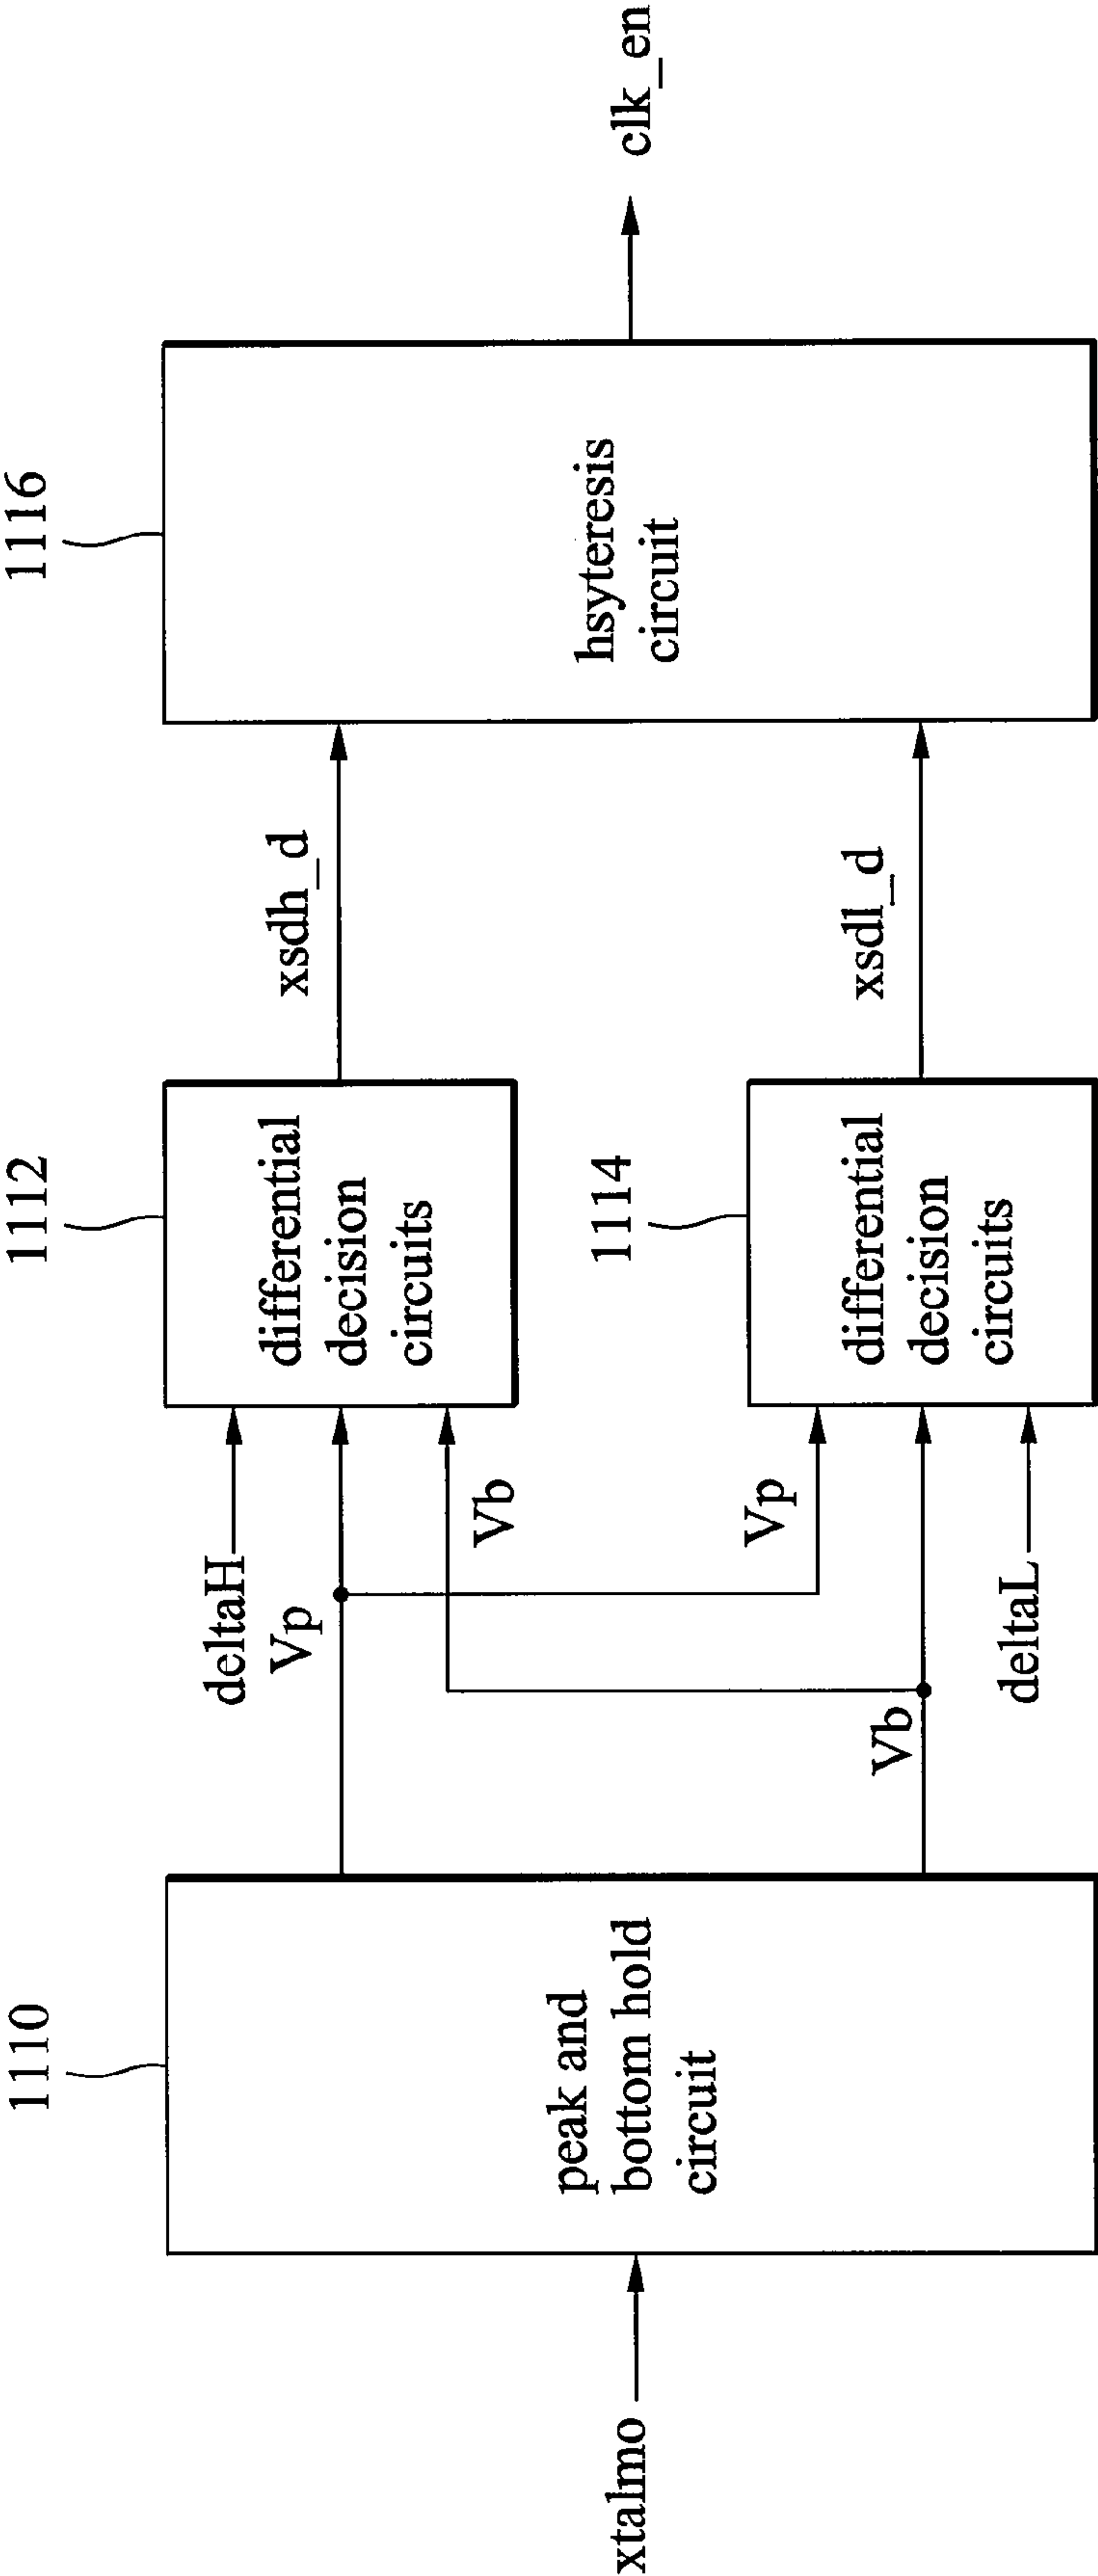 xtalmo
1110
peak and
bottom hold
circuit
Vp
Vb
deltaH
Vb
Vp
deltaL
1112
differential
decision
circuits
1114
differential
decision
circuits
xsdh_d
xsdl_d
1116
hsyteresis
circuit
clk_en